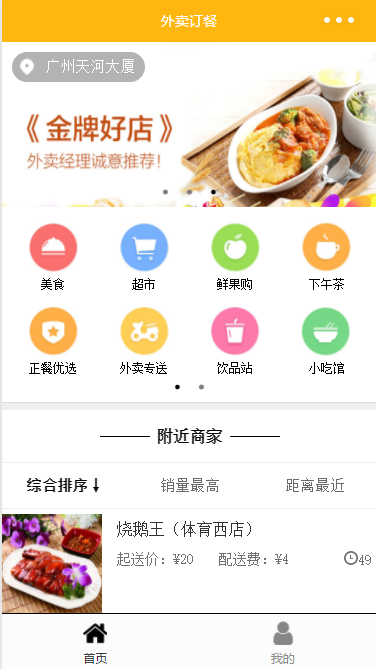 外卖订餐
广州天河大厦
《金牌好店》
外卖经理诚意推荐！
美食 超市 鲜果购 下午茶
正餐优选 外卖专送 饮品站 小吃馆
附近商家
综合排序 销量最高 距离最近
烧鹅王（体育西店）
起送价：¥20 配送费：¥4 49
首页 我的